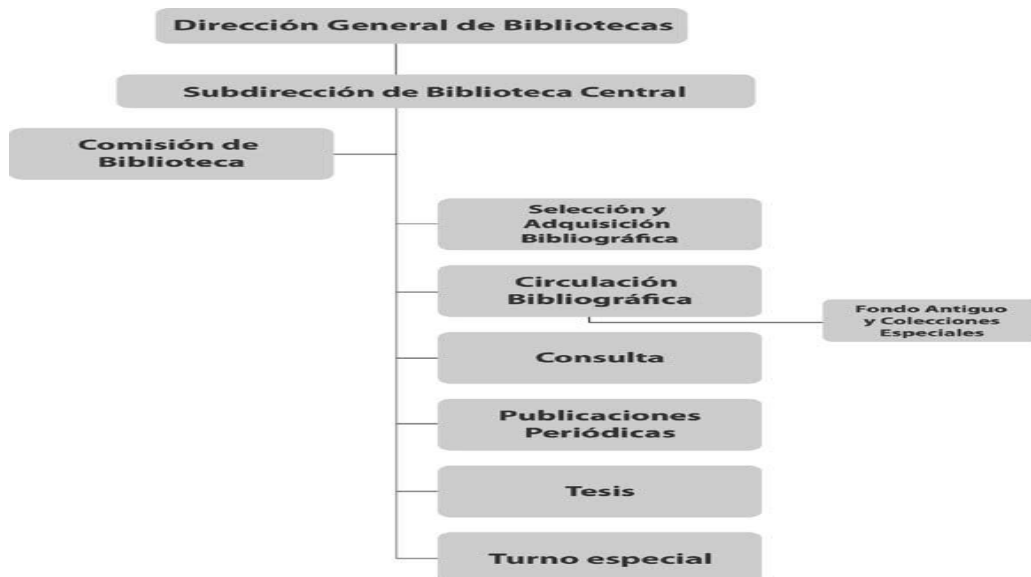 Dirección General de Bibliotecas
Subdirección de Biblioteca Central
Comisión de
Biblioteca
Selección y
Adquisición
Bibliográfica
Circulación
Bibliográfica
Fondo Antiguo
y Colecciones
Especiales
Consulta
Publicaciones
Periódicas
Tesis
Turno especial